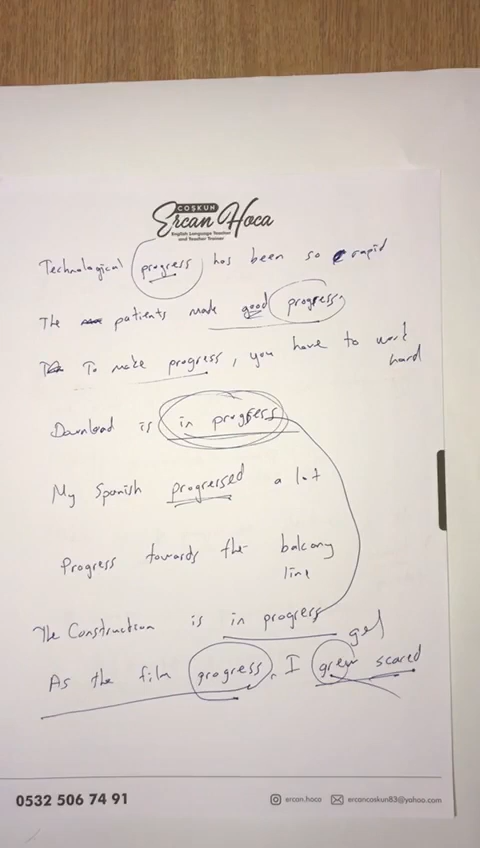 COŞKUN
Ercan Hoca
English Language Teacher
and Teacher Trainer
Technological progress has been so rapid
The patients made good progress
To make progress, you have to work
hard
Download is in progress
My Spanish progressed a lot
Progress towards the balcony
line
The Construction is in progress
get
As the film progress, I grew scared
0532 506 74 91
ercan.hoca ercancoskun83@yahoo.com